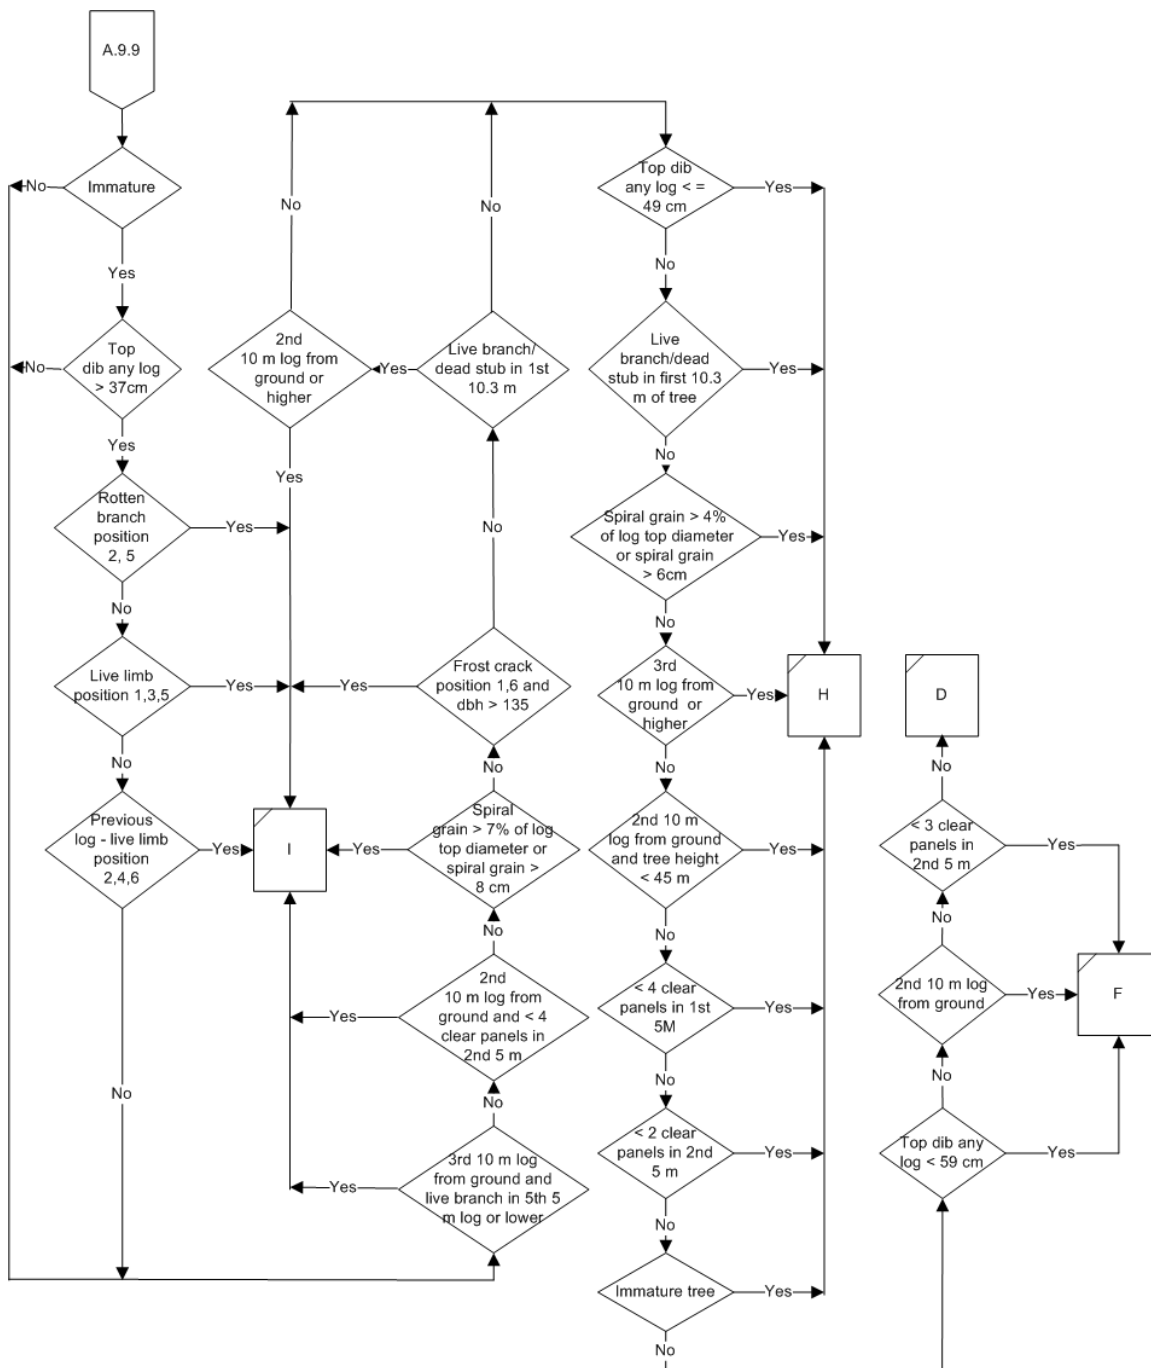 A.9.9
Immature
No
Yes
Top
dib any log
> 37cm
No
Yes
Rotten
branch
position
2, 5
Yes
No
Live limb
position 1,3,5
Yes
No
Previous
log - live limb
position
2,4,6
Yes
No
No
2nd
10 m log from
ground or
higher
Yes
I
No
Live branch/
dead stub in 1st
10.3 m
Yes
No
Frost crack
position 1,6 and
dbh > 135
Yes
No
Spiral
grain > 7% of log
top diameter or
spiral grain >
8 cm
Yes
No
2nd
10 m log from
ground and < 4
clear panels in
2nd 5 m
Yes
No
3rd 10 m log
from ground and
live branch in 5th 5
m log or lower
Yes
Top dib
any log < =
49 cm
Yes
No
Live
branch/dead
stub in first 10.3
m of tree
Yes
No
Spiral grain > 4%
of log top diameter
or spiral grain
> 6cm
Yes
No
3rd
10 m log from
ground or
higher
Yes
H
No
2nd 10 m
log from ground
and tree height
< 45 m
Yes
No
< 4 clear
panels in 1st
5M
Yes
No
< 2 clear
panels in 2nd
5 m
Yes
No
Immature tree
Yes
No
D
No
< 3 clear
panels in
2nd 5 m
Yes
No
2nd 10 m log
from ground
Yes
F
No
Top dib any
log < 59 cm
Yes